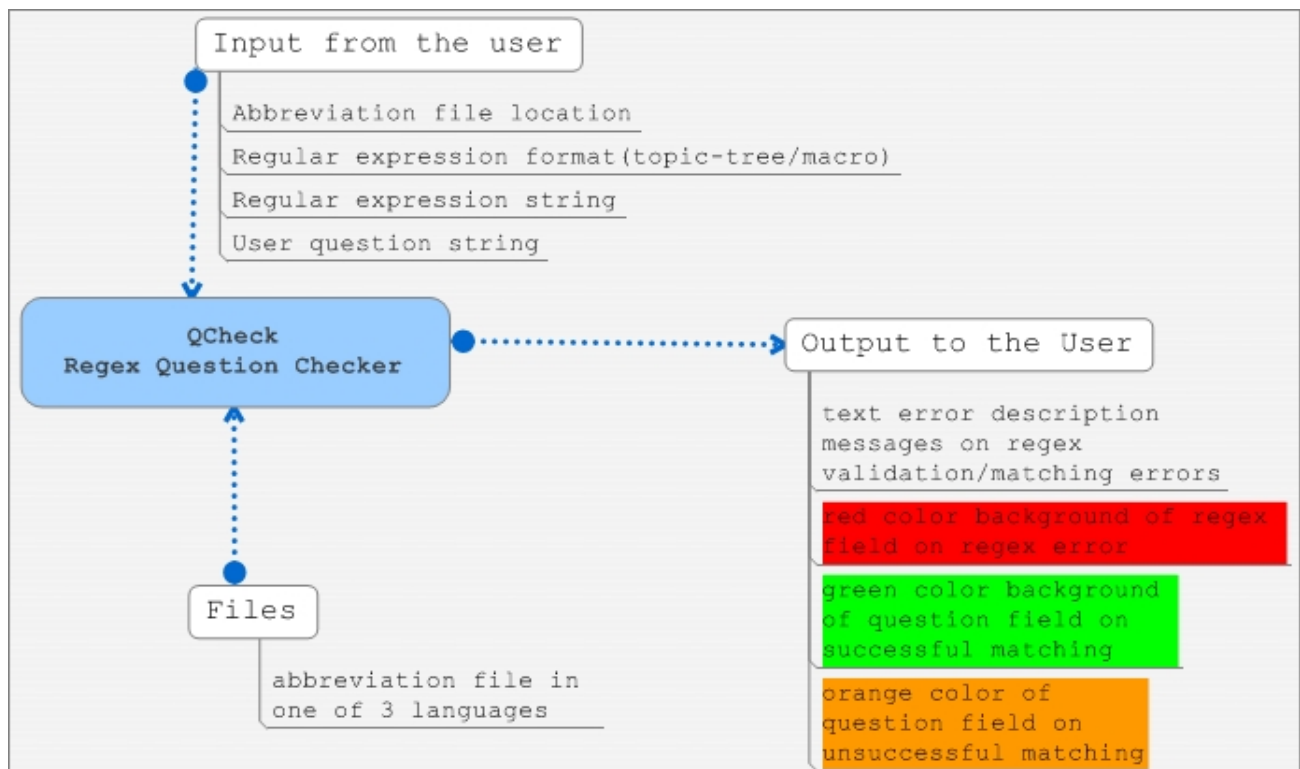 Input from the user
Abbreviation file location
Regular expression format(topic-tree/macro)
Regular expression string
User question string
QCheck
Regex Question Checker
Output to the User
text error description
messages on regex
validation/matching errors
red color background of regex
field on regex error
green color background
of question field on
successful matching
orange color of
question field on
unsuccessful matching
Files
abbreviation file in
one of 3 languages